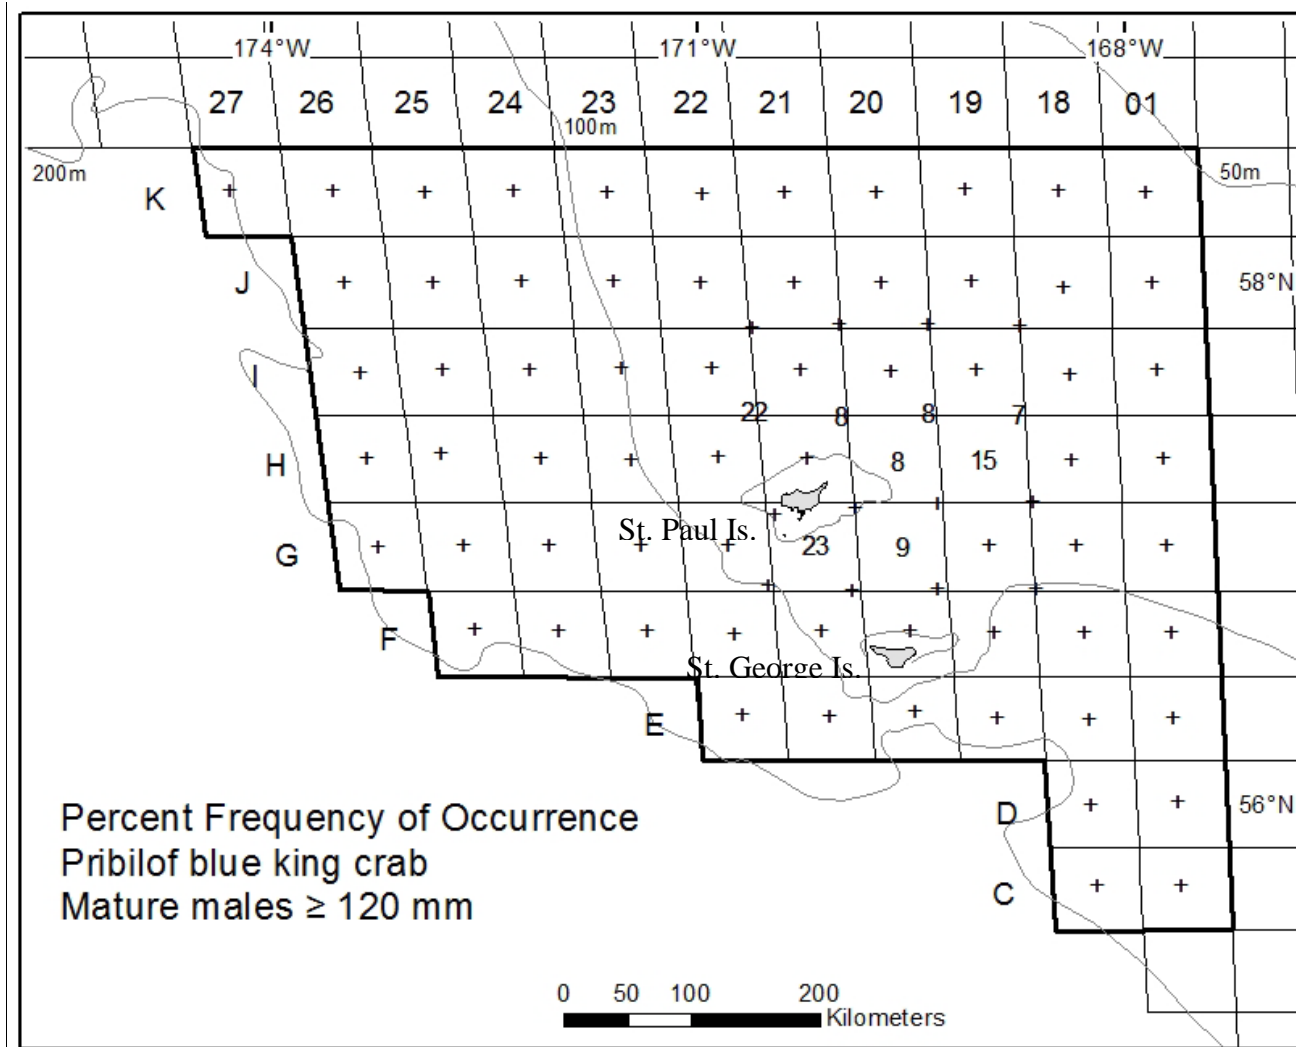 174°W 171°W 168°W
27 26 25 24 23 22 21 20 19 18 01
100m
200m
50m
K
J
58°N
I
22 8 8 7
H
8 15
St. Paul Is.
G
23 9
F
St. George Is.
E
D
56°N
Percent Frequency of Occurrence
Pribilof blue king crab
Mature males ≥ 120 mm
C
0 50 100 200
Kilometers